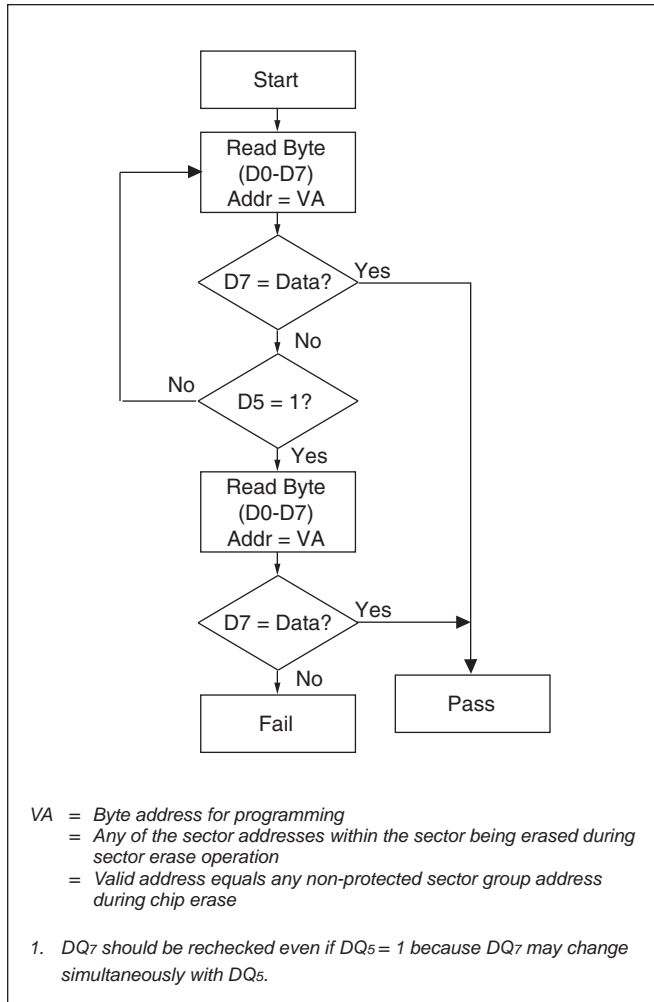 Start
Read Byte
(D0-D7)
Addr = VA
D7 = Data?
Yes
No
No
D5 = 1?
Yes
Read Byte
(D0-D7)
Addr = VA
D7 = Data?
Yes
No
Pass
Fail
VA = Byte address for programming
= Any of the sector addresses within the sector being erased during
sector erase operation
= Valid address equals any non-protected sector group address
during chip erase
1. DQ7 should be rechecked even if DQ5 = 1 because DQ7 may change
simultaneously with DQ5.